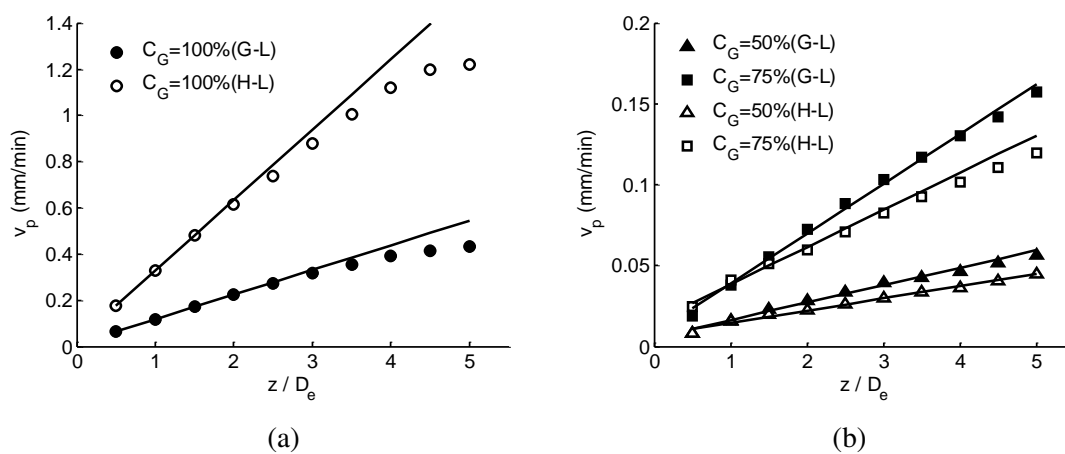 1.4
1.2
1
0.8
0.6
0.4
0.2
0
v_p (mm/min)
C_G=100%(G-L)
C_G=100%(H-L)
0 1 2 3 4 5
z / D_e
(a)
0.2
0.15
0.1
0.05
0
v_p (mm/min)
C_G=50%(G-L)
C_G=75%(G-L)
C_G=50%(H-L)
C_G=75%(H-L)
0 1 2 3 4 5
z / D_e
(b)